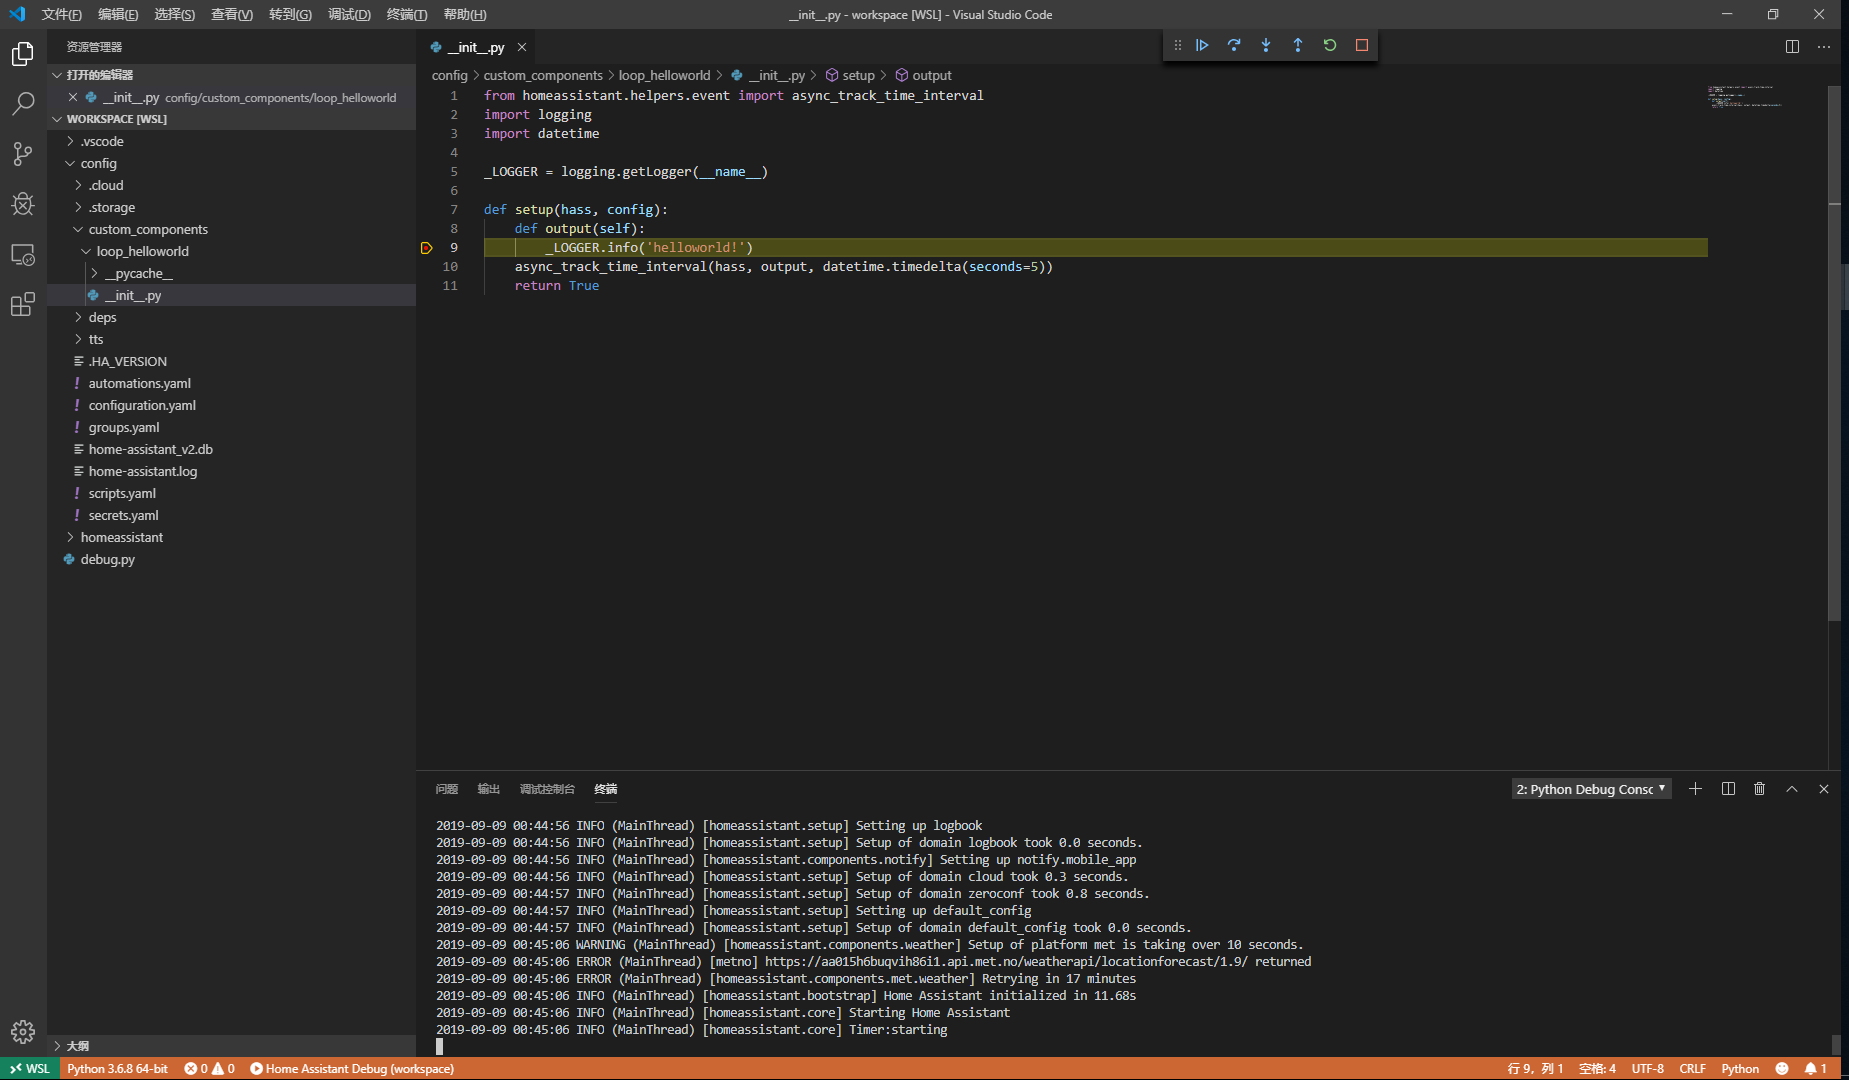 文件(F) 编辑(E) 选择(S) 查看(V) 转到(G) 调试(D) 终端(T) 帮助(H) __init__.py - workspace [WSL] - Visual Studio Code
资源管理器
打开的编辑器
__init__.py config/custom_components/loop_helloworld
WORKSPACE [WSL]
.vscode
config
.cloud
.storage
custom_components
loop_helloworld
__pycache__
__init__.py
deps
tts
.HA_VERSION
automations.yaml
configuration.yaml
groups.yaml
home-assistant_v2.db
home-assistant.log
scripts.yaml
secrets.yaml
homeassistant
debug.py
大纲
__init__.py
config > custom_components > loop_helloworld > __init__.py > setup > output
1 from homeassistant.helpers.event import async_track_time_interval
2 import logging
3 import datetime
4
5 _LOGGER = logging.getLogger(__name__)
6
7 def setup(hass, config):
8 def output(self):
9 _LOGGER.info('helloworld!')
10 async_track_time_interval(hass, output, datetime.timedelta(seconds=5))
11 return True
问题 输出 调试控制台 终端 2: Python Debug Consc
2019-09-09 00:44:56 INFO (MainThread) [homeassistant.setup] Setting up logbook
2019-09-09 00:44:56 INFO (MainThread) [homeassistant.setup] Setup of domain logbook took 0.0 seconds.
2019-09-09 00:44:56 INFO (MainThread) [homeassistant.components.notify] Setting up notify.mobile_app
2019-09-09 00:44:56 INFO (MainThread) [homeassistant.setup] Setup of domain cloud took 0.3 seconds.
2019-09-09 00:44:57 INFO (MainThread) [homeassistant.setup] Setup of domain zeroconf took 0.8 seconds.
2019-09-09 00:44:57 INFO (MainThread) [homeassistant.setup] Setting up default_config
2019-09-09 00:44:57 INFO (MainThread) [homeassistant.setup] Setup of domain default_config took 0.0 seconds.
2019-09-09 00:45:06 WARNING (MainThread) [homeassistant.components.weather] Setup of platform met is taking over 10 seconds.
2019-09-09 00:45:06 ERROR (MainThread) [metno] https://aa015h6buqvih86i1.api.met.no/weatherapi/locationforecast/1.9/ returned
2019-09-09 00:45:06 ERROR (MainThread) [homeassistant.components.met.weather] Retrying in 17 minutes
2019-09-09 00:45:06 INFO (MainThread) [homeassistant.bootstrap] Home Assistant initialized in 11.68s
2019-09-09 00:45:06 INFO (MainThread) [homeassistant.core] Starting Home Assistant
2019-09-09 00:45:06 INFO (MainThread) [homeassistant.core] Timer:starting
WSL Python 3.6.8 64-bit 0 0 Home Assistant Debug (workspace) 行 9，列 1 空格: 4 UTF-8 CRLF Python 1